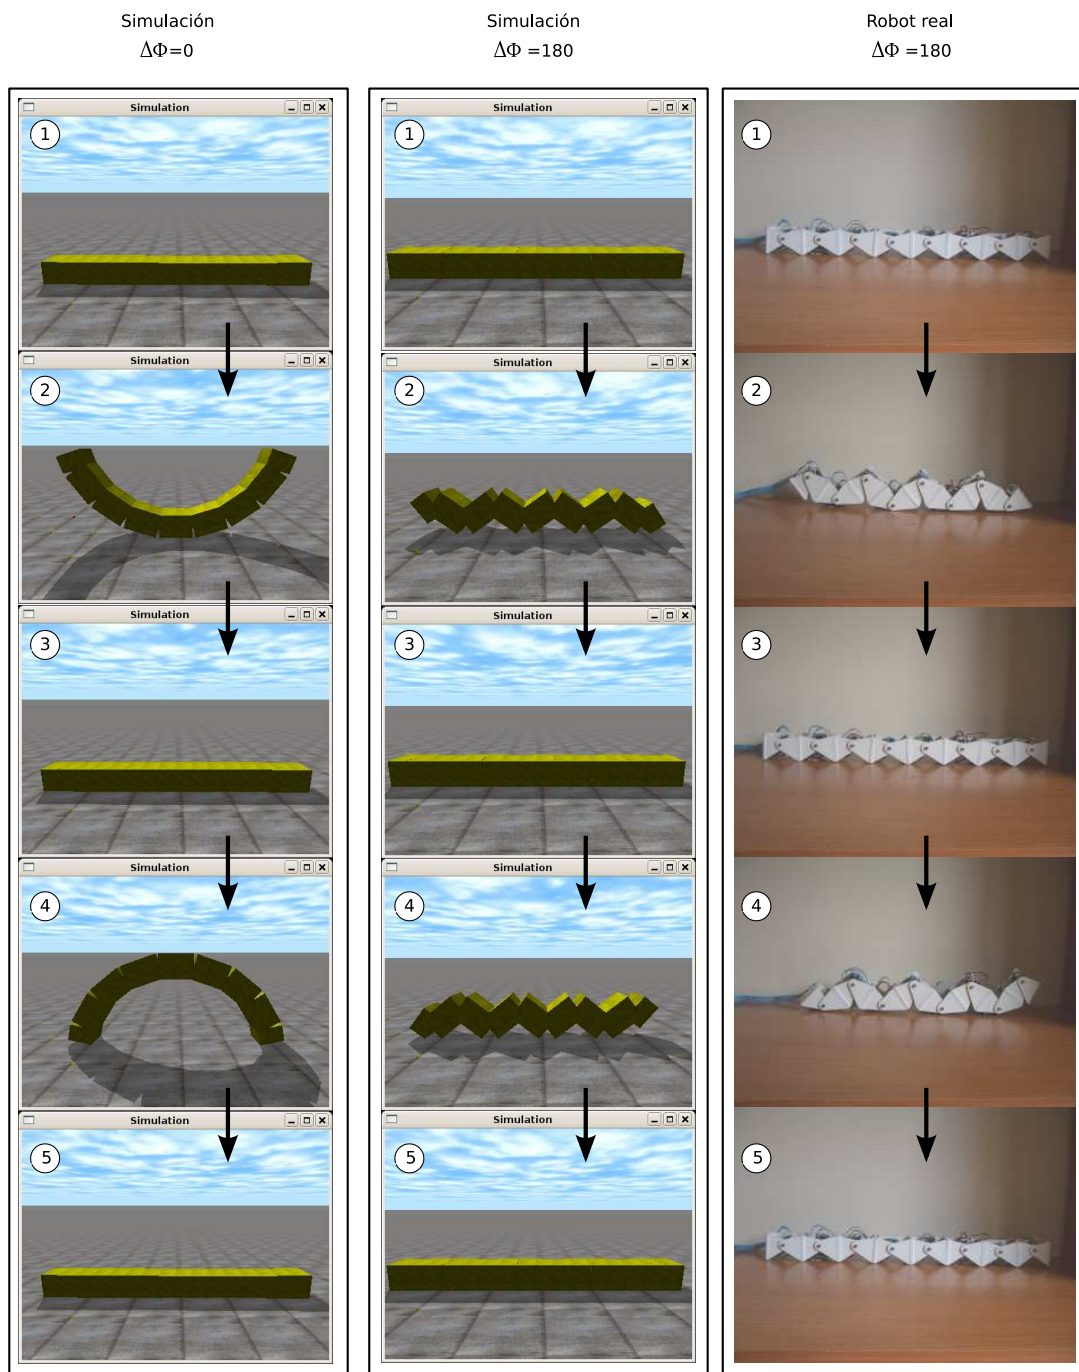 Simulación
ΔΦ=0
Simulation
1
Simulation
2
Simulation
3
Simulation
4
Simulation
5
Simulación
ΔΦ =180
Simulation
1
Simulation
2
Simulation
3
Simulation
4
Simulation
5
Robot real
ΔΦ =180
1
2
3
4
5